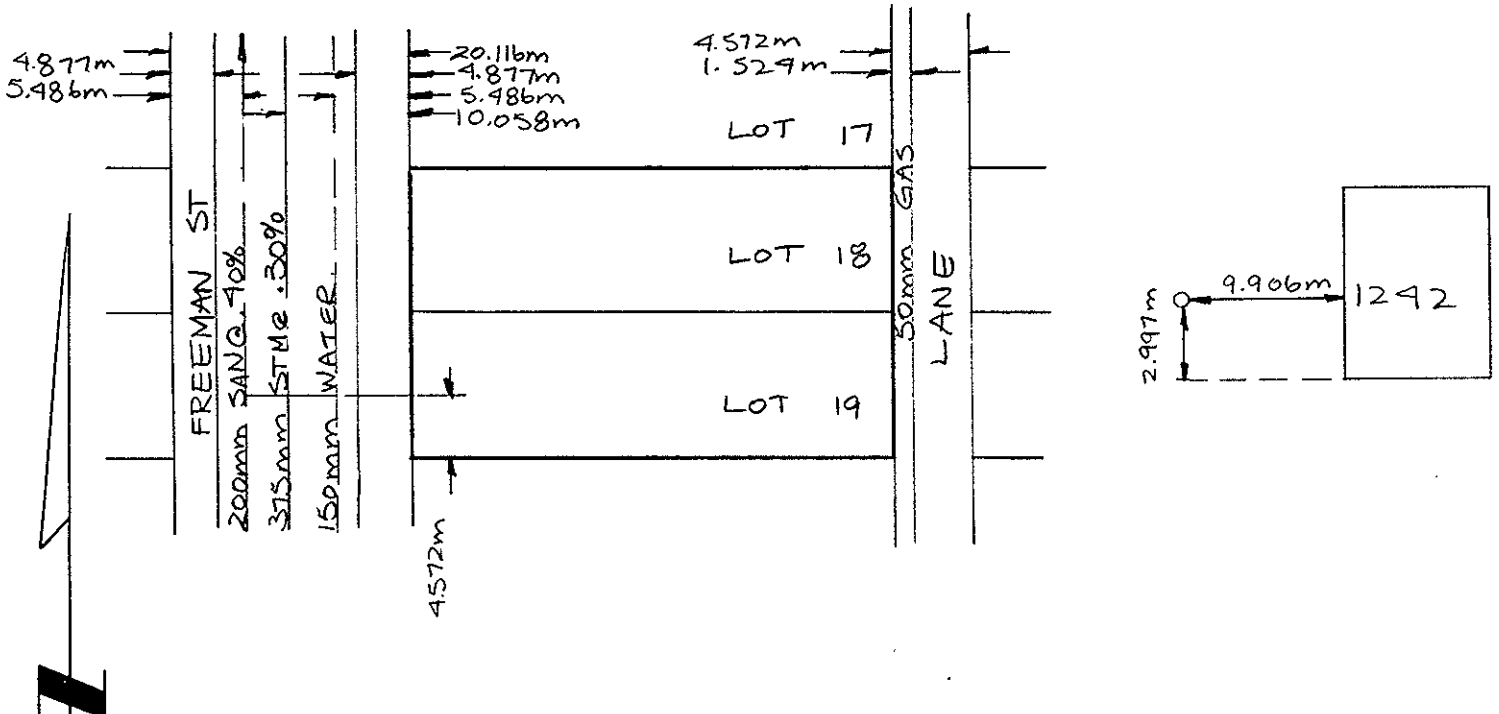 4.877m
5.486m
20.116m
4.877m
5.486m
10.058m
4.572m
1.524m
LOT 17
LOT 18
LOT 19
FREEMAN ST
200mm SAN@.40%
375mm STM@.30%
150mm WATER
50mm GAS
LANE
4.572m
2.997m
9.906m
1242
N